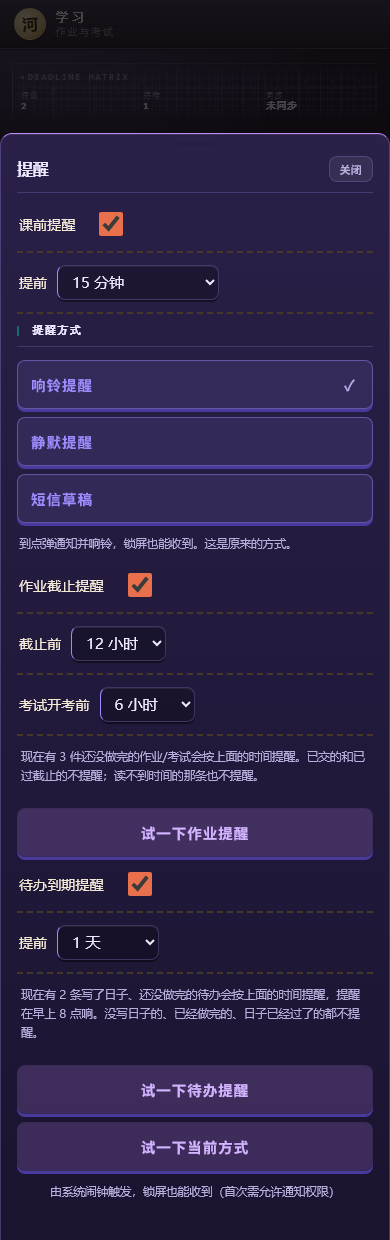 河
学习
作业与考试
DEADLINE MATRIX
2
1
未同步
提醒
关闭
课前提醒
提前 15 分钟
提醒方式
响铃提醒 ✓
静默提醒
短信草稿
到点弹通知并响铃，锁屏也能收到。这是原来的方式。
作业截止提醒
截止前 12 小时
考试开考前 6 小时
现在有 3 件还没做完的作业/考试会按上面的时间提醒。已交的和已
过截止的不提醒；读不到时间的那条也不提醒。
试一下作业提醒
待办到期提醒
提前 1 天
现在有 2 条写了日子、还没做完的待办会按上面的时间提醒，提醒
在早上 8 点响。没写日子的、已经做完的、日子已经过了的都不提
醒。
试一下待办提醒
试一下当前方式
由系统闹钟触发，锁屏也能收到（首次需允许通知权限）